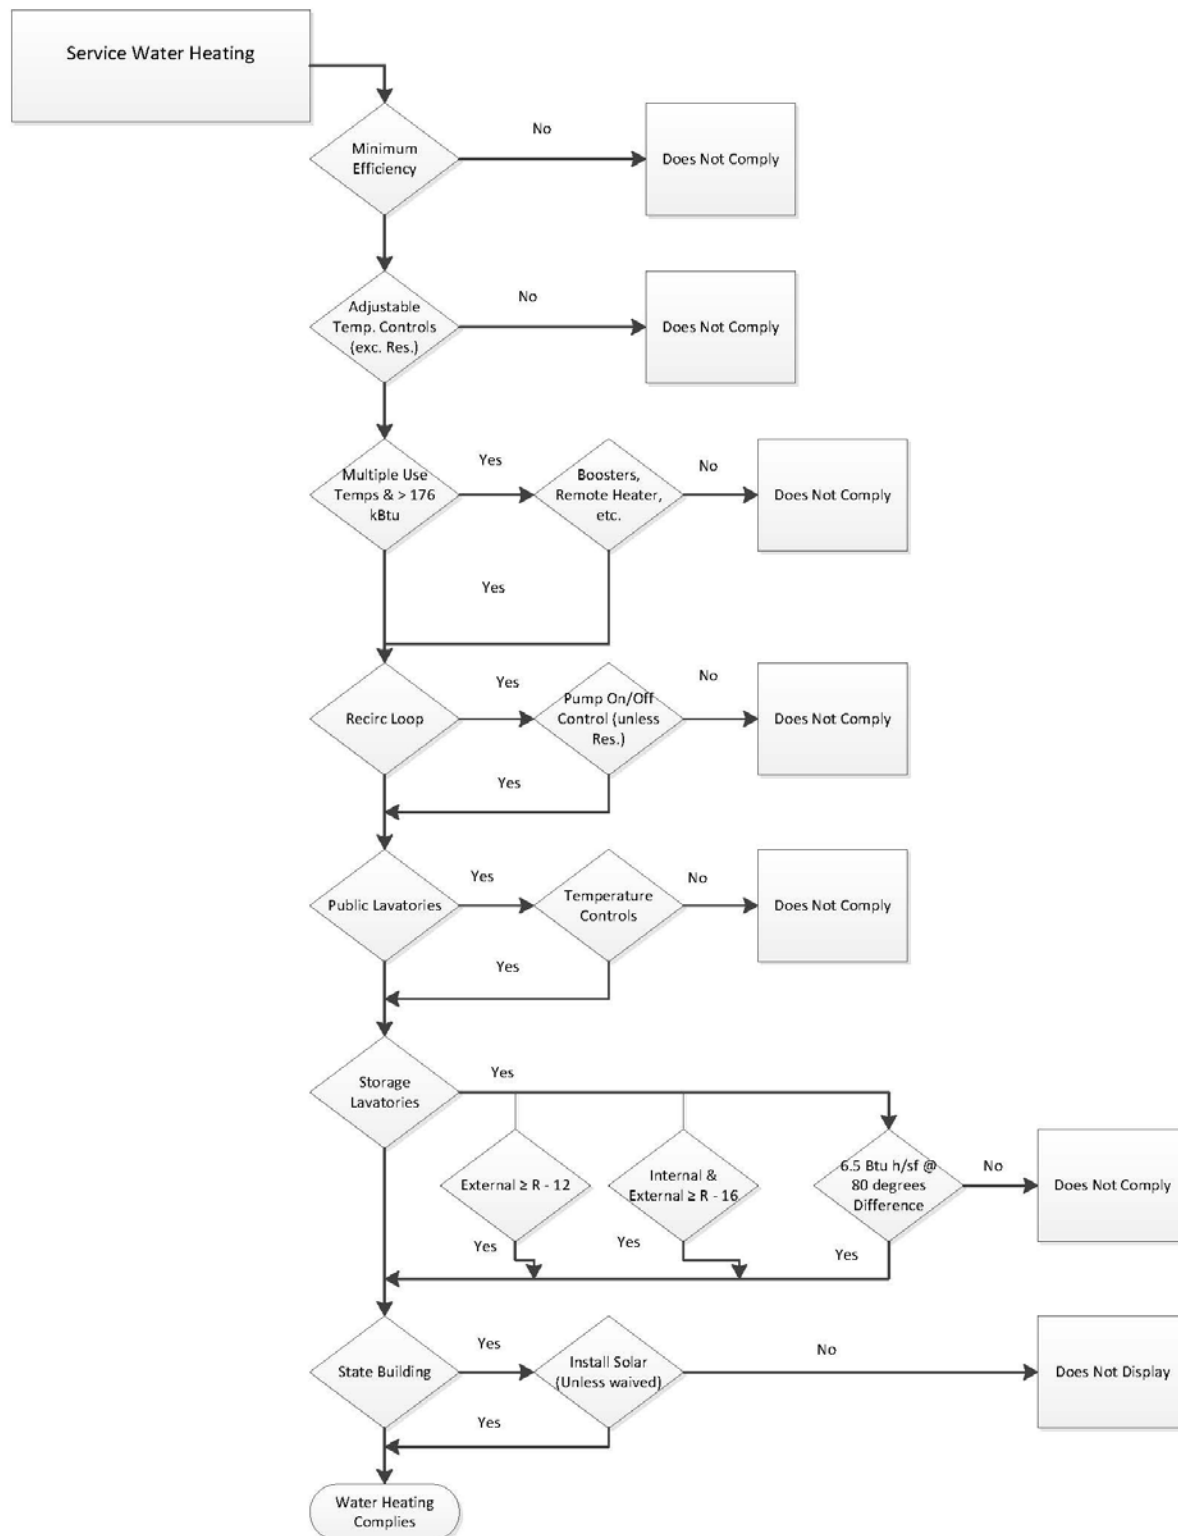 Service Water Heating
No
Minimum
Efficiency
Does Not Comply
No
Adjustable
Temp. Controls
(exc. Res.)
Does Not Comply
Multiple Use
Temps & > 176
kBtu
Yes
Boosters,
Remote Heater,
etc.
No
Does Not Comply
Yes
Recirc Loop
Yes
Pump On/Off
Control (unless
Res.)
No
Does Not Comply
Yes
Public Lavatories
Yes
Temperature
Controls
No
Does Not Comply
Yes
Storage
Lavatories
Yes
External ≥ R - 12
Internal &
External ≥ R - 16
6.5 Btu h/sf @
80 degrees
Difference
No
Does Not Comply
Yes
Yes
Yes
State Building
Yes
Install Solar
(Unless waived)
No
Does Not Display
Yes
Water Heating
Complies